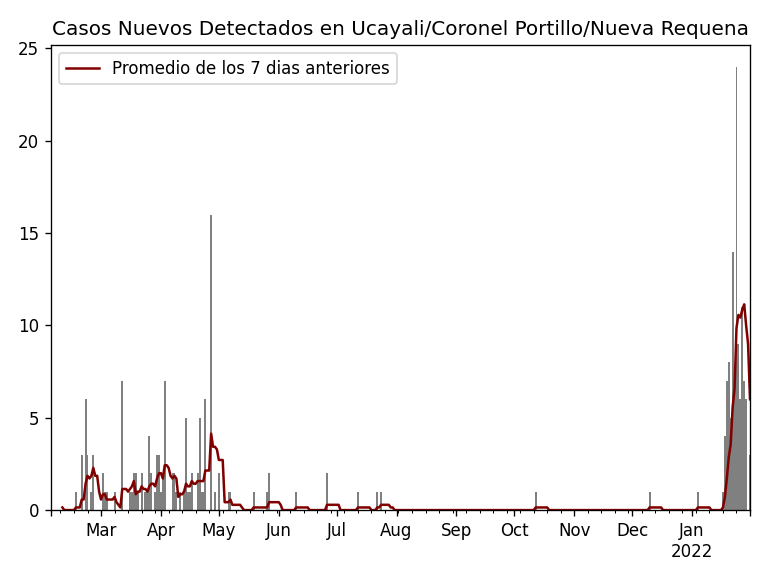 Casos Nuevos Detectados en Ucayali/Coronel Portillo/Nueva Requena
Promedio de los 7 dias anteriores
25
20
15
10
5
0
Mar Apr May Jun Jul Aug Sep Oct Nov Dec Jan
2022